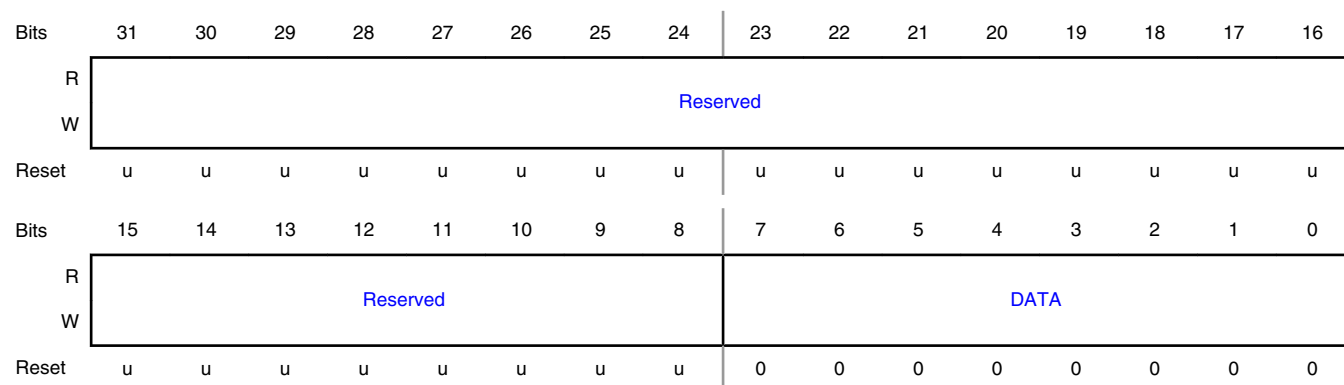 Bits 31 30 29 28 27 26 25 24 23 22 21 20 19 18 17 16
R
Reserved
W
Reset u u u u u u u u u u u u u u u u
Bits 15 14 13 12 11 10 9 8 7 6 5 4 3 2 1 0
R
Reserved DATA
W
Reset u u u u u u u u 0 0 0 0 0 0 0 0